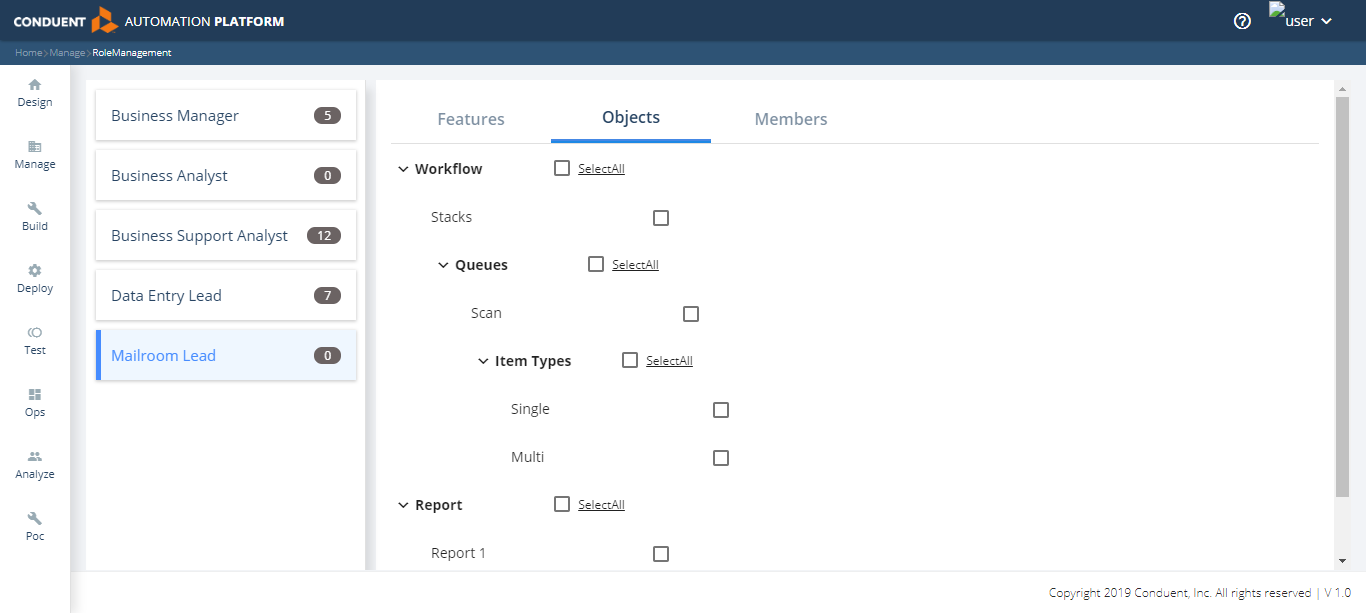 CONDUENT AUTOMATION PLATFORM
user
Home>Manage>RoleManagement
Design
Manage
Build
Deploy
Test
Ops
Analyze
Poc
Business Manager 5
Business Analyst 0
Business Support Analyst 12
Data Entry Lead 7
Mailroom Lead 0
Features Objects Members
Workflow SelectAll
Stacks
Queues SelectAll
Scan
Item Types SelectAll
Single
Multi
Report SelectAll
Report 1
Copyright 2019 Conduent, Inc. All rights reserved | V 1.0